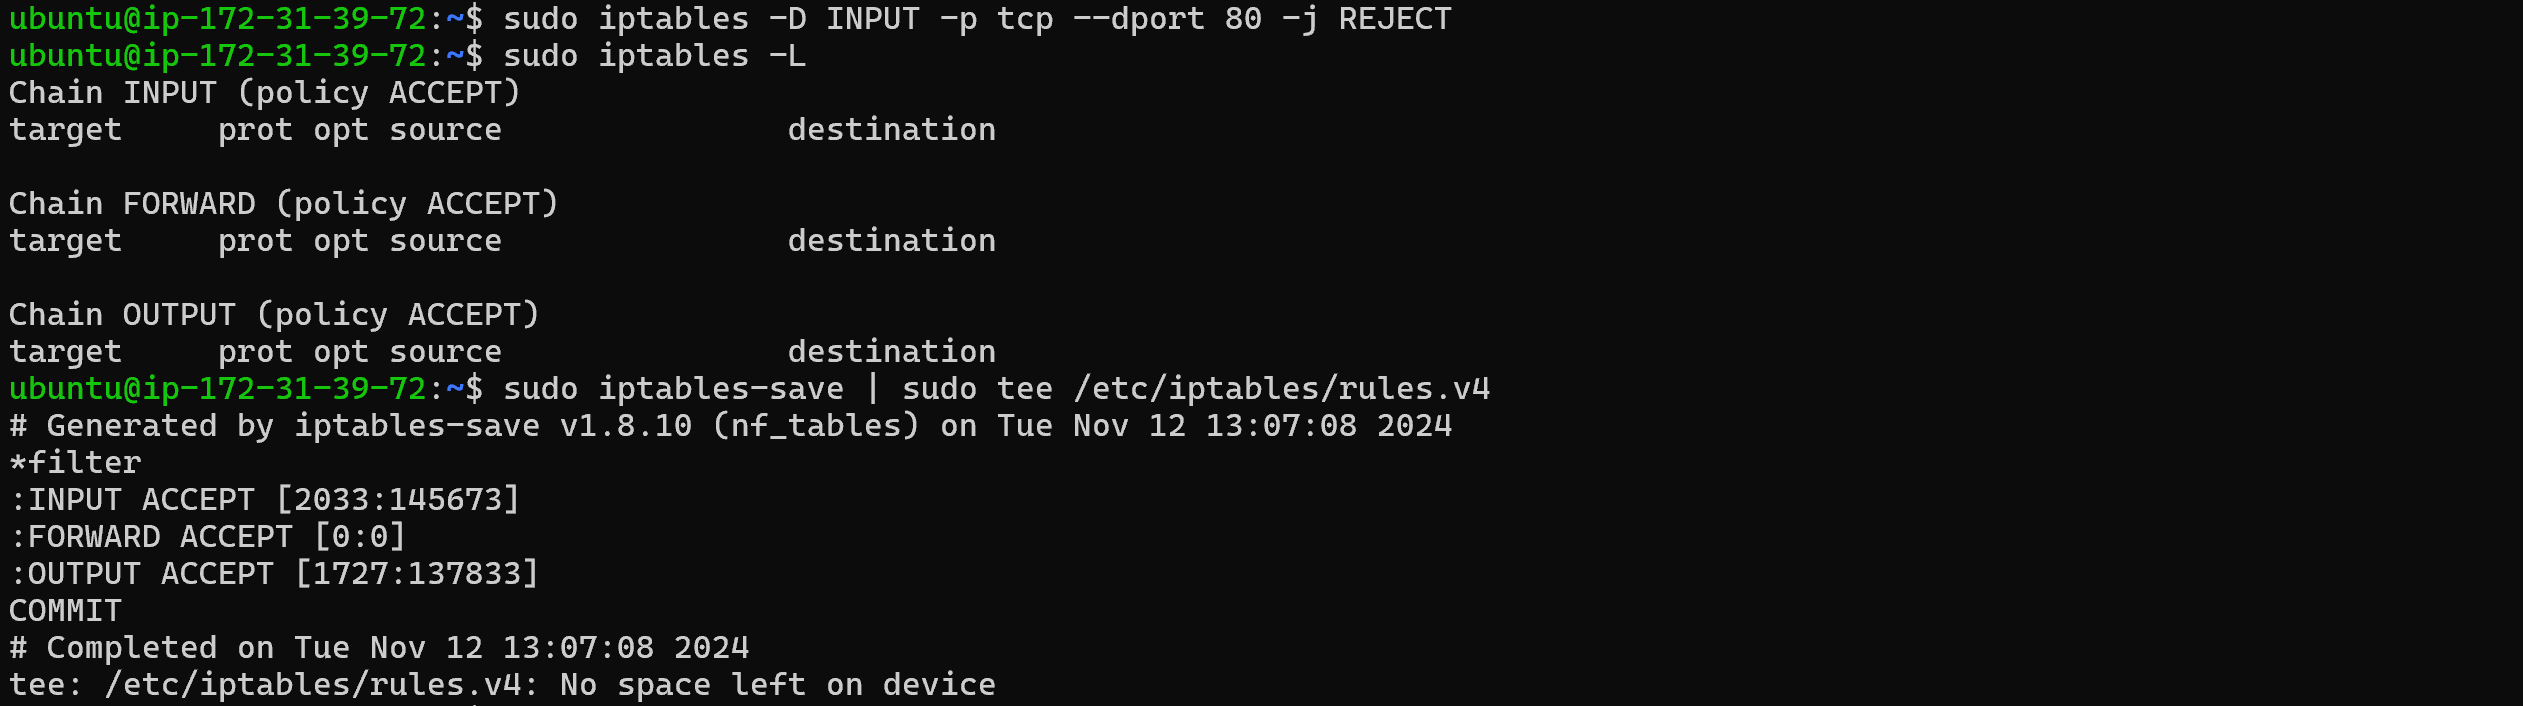 ubuntu@ip-172-31-39-72:~$ sudo iptables -D INPUT -p tcp --dport 80 -j REJECT
ubuntu@ip-172-31-39-72:~$ sudo iptables -L
Chain INPUT (policy ACCEPT)
target     prot opt source               destination

Chain FORWARD (policy ACCEPT)
target     prot opt source               destination

Chain OUTPUT (policy ACCEPT)
target     prot opt source               destination
ubuntu@ip-172-31-39-72:~$ sudo iptables-save | sudo tee /etc/iptables/rules.v4
# Generated by iptables-save v1.8.10 (nf_tables) on Tue Nov 12 13:07:08 2024
*filter
:INPUT ACCEPT [2033:145673]
:FORWARD ACCEPT [0:0]
:OUTPUT ACCEPT [1727:137833]
COMMIT
# Completed on Tue Nov 12 13:07:08 2024
tee: /etc/iptables/rules.v4: No space left on device